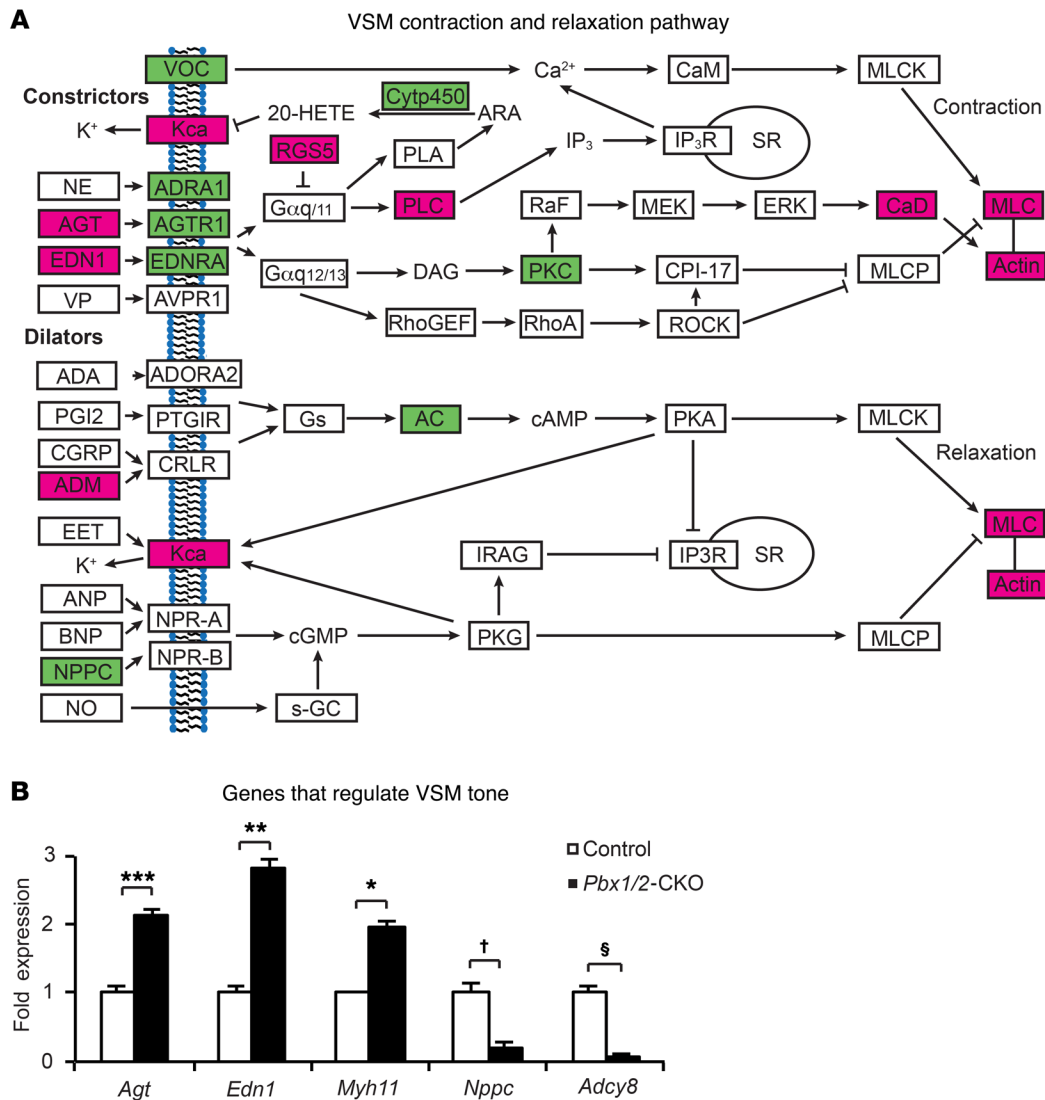 A
VSM contraction and relaxation pathway
VOC
Ca²⁺
CaM
MLCK
Constrictors
Cytp450
Contraction
K⁺
Kca
20-HETE
ARA
RGS5
PLA
IP₃
IP₃R
SR
NE
ADRA1
AGT
AGTR1
Gαq/11
PLC
RaF
MEK
ERK
CaD
MLC
EDN1
EDNRA
Gαq12/13
DAG
PKC
CPI-17
MLCP
Actin
VP
AVPR1
RhoGEF
RhoA
ROCK
Dilators
ADA
ADORA2
PGI2
PTGIR
Gs
AC
cAMP
PKA
MLCK
CGRP
CRLR
Relaxation
ADM
EET
Kca
IRAG
IP3R
SR
MLC
K⁺
Actin
ANP
NPR-A
BNP
cGMP
PKG
MLCP
NPPC
NPR-B
NO
s-GC
B
Genes that regulate VSM tone
Control
Pbx1/2-CKO
Fold expression
3
2
1
0
***
**
*
†
§
Agt
Edn1
Myh11
Nppc
Adcy8